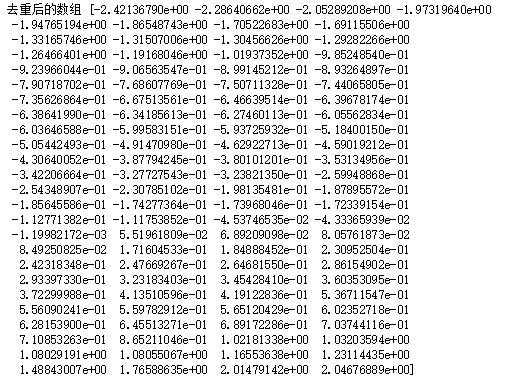 去重后的数组 [-2.42136790e+00 -2.28640662e+00 -2.05289208e+00 -1.97319640e+00
-1.94765194e+00 -1.86548743e+00 -1.70522683e+00 -1.69115506e+00
-1.33165746e+00 -1.31507006e+00 -1.30456626e+00 -1.29282266e+00
-1.26466401e+00 -1.19168046e+00 -1.01937352e+00 -9.85248540e-01
-9.23966044e-01 -9.06563547e-01 -8.99145212e-01 -8.93264897e-01
-7.90718702e-01 -7.68607769e-01 -7.50711328e-01 -7.44065805e-01
-7.35626864e-01 -6.67513561e-01 -6.46639514e-01 -6.39678174e-01
-6.38641990e-01 -6.34185613e-01 -6.27460113e-01 -6.05562834e-01
-6.03646588e-01 -5.99583151e-01 -5.93725932e-01 -5.18400150e-01
-5.05442493e-01 -4.91470980e-01 -4.62922713e-01 -4.59019212e-01
-4.30640052e-01 -3.87794245e-01 -3.80101201e-01 -3.53134956e-01
-3.42206664e-01 -3.27727543e-01 -3.23821350e-01 -2.59948868e-01
-2.54348907e-01 -2.30785102e-01 -1.98135481e-01 -1.87895572e-01
-1.85645586e-01 -1.74277364e-01 -1.73968046e-01 -1.72339154e-01
-1.12771382e-01 -1.11753852e-01 -4.53746535e-02 -4.33365939e-02
-1.19982172e-03 5.51961809e-02 6.89209098e-02 8.05761873e-02
8.49250825e-02 1.71604533e-01 1.84888452e-01 2.30952504e-01
2.42318348e-01 2.47669267e-01 2.64681550e-01 2.86154902e-01
2.93397330e-01 3.23183403e-01 3.45428410e-01 3.60353095e-01
3.72299988e-01 4.13510596e-01 4.19122836e-01 5.36711547e-01
5.56090241e-01 5.59782912e-01 5.65120429e-01 6.02352718e-01
6.28153900e-01 6.45513271e-01 6.89172286e-01 7.03744116e-01
7.10853263e-01 8.65211046e-01 1.02181338e+00 1.03203594e+00
1.08029191e+00 1.08055067e+00 1.16553638e+00 1.23114435e+00
1.48843007e+00 1.76588635e+00 2.01479142e+00 2.04676889e+00]